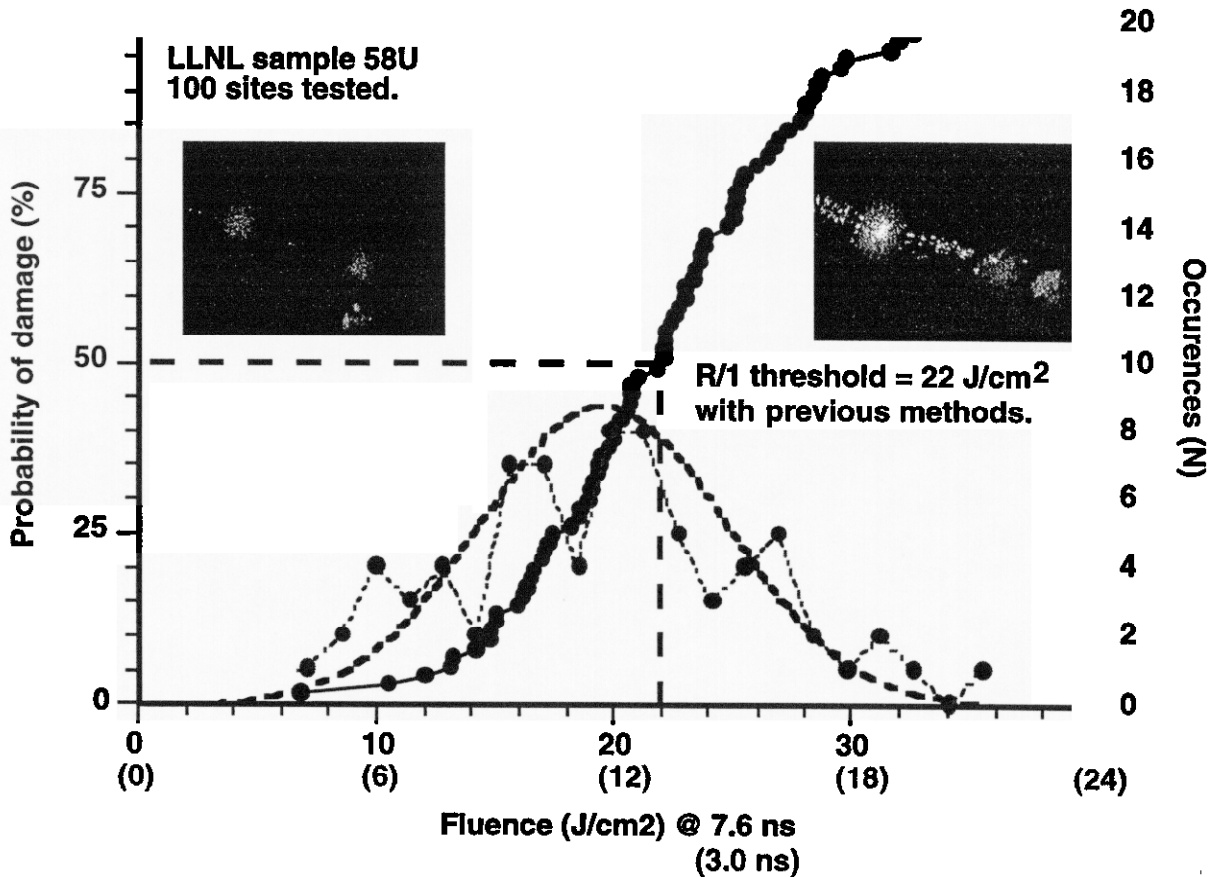 LLNL sample 58U
100 sites tested.
Probability of damage (%)
75
50
25
0
20
18
16
14
12
10
8
6
4
2
0
Occurences (N)
R/1 threshold = 22 J/cm2
with previous methods.
0 10 20 30
(0) (6) (12) (18) (24)
Fluence (J/cm2) @ 7.6 ns
(3.0 ns)